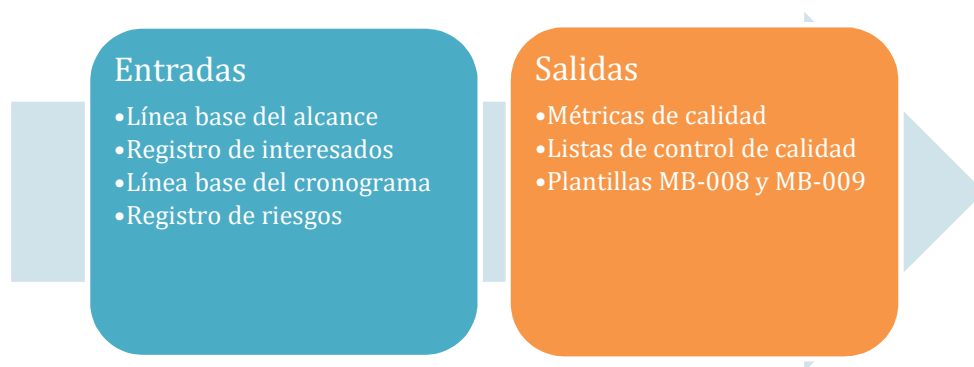 Entradas
•Línea base del alcance
•Registro de interesados
•Línea base del cronograma
•Registro de riesgos
Salidas
•Métricas de calidad
•Listas de control de calidad
•Plantillas MB-008 y MB-009